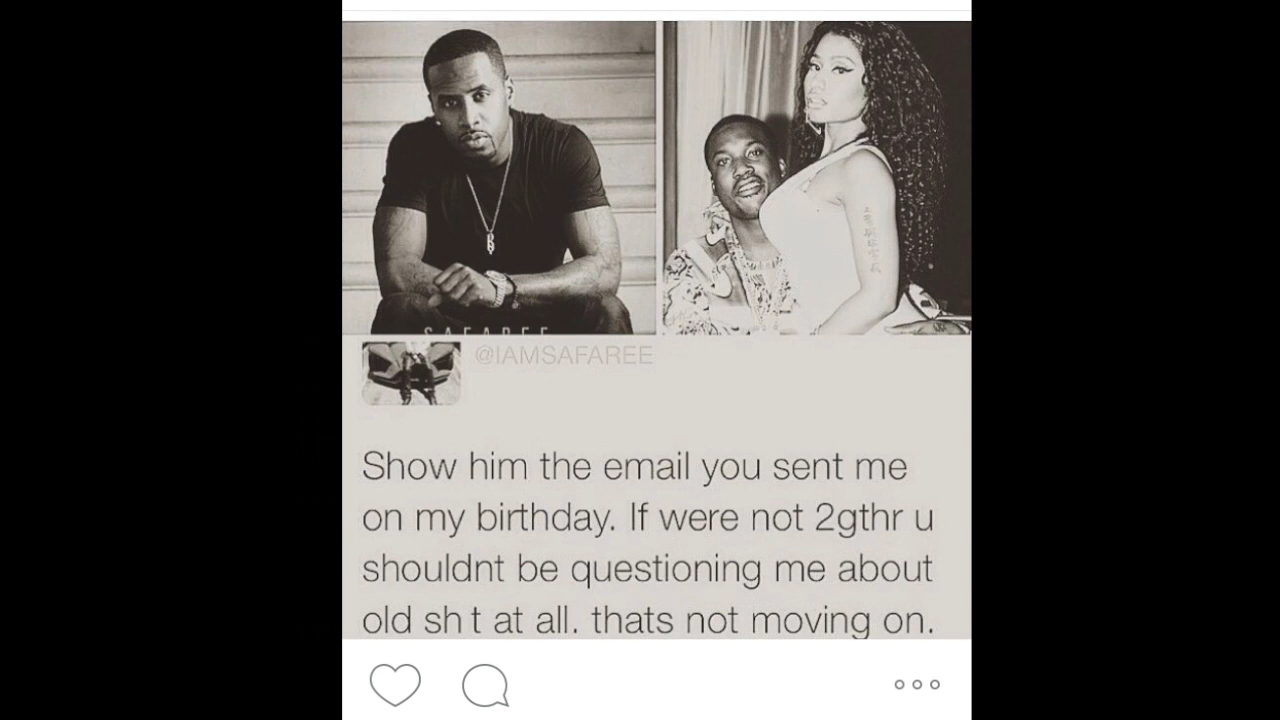 SAFAREE
@IAMSAFAREE
Show him the email you sent me
on my birthday. If were not 2gthr u
shouldnt be questioning me about
old sh t at all. thats not moving on.